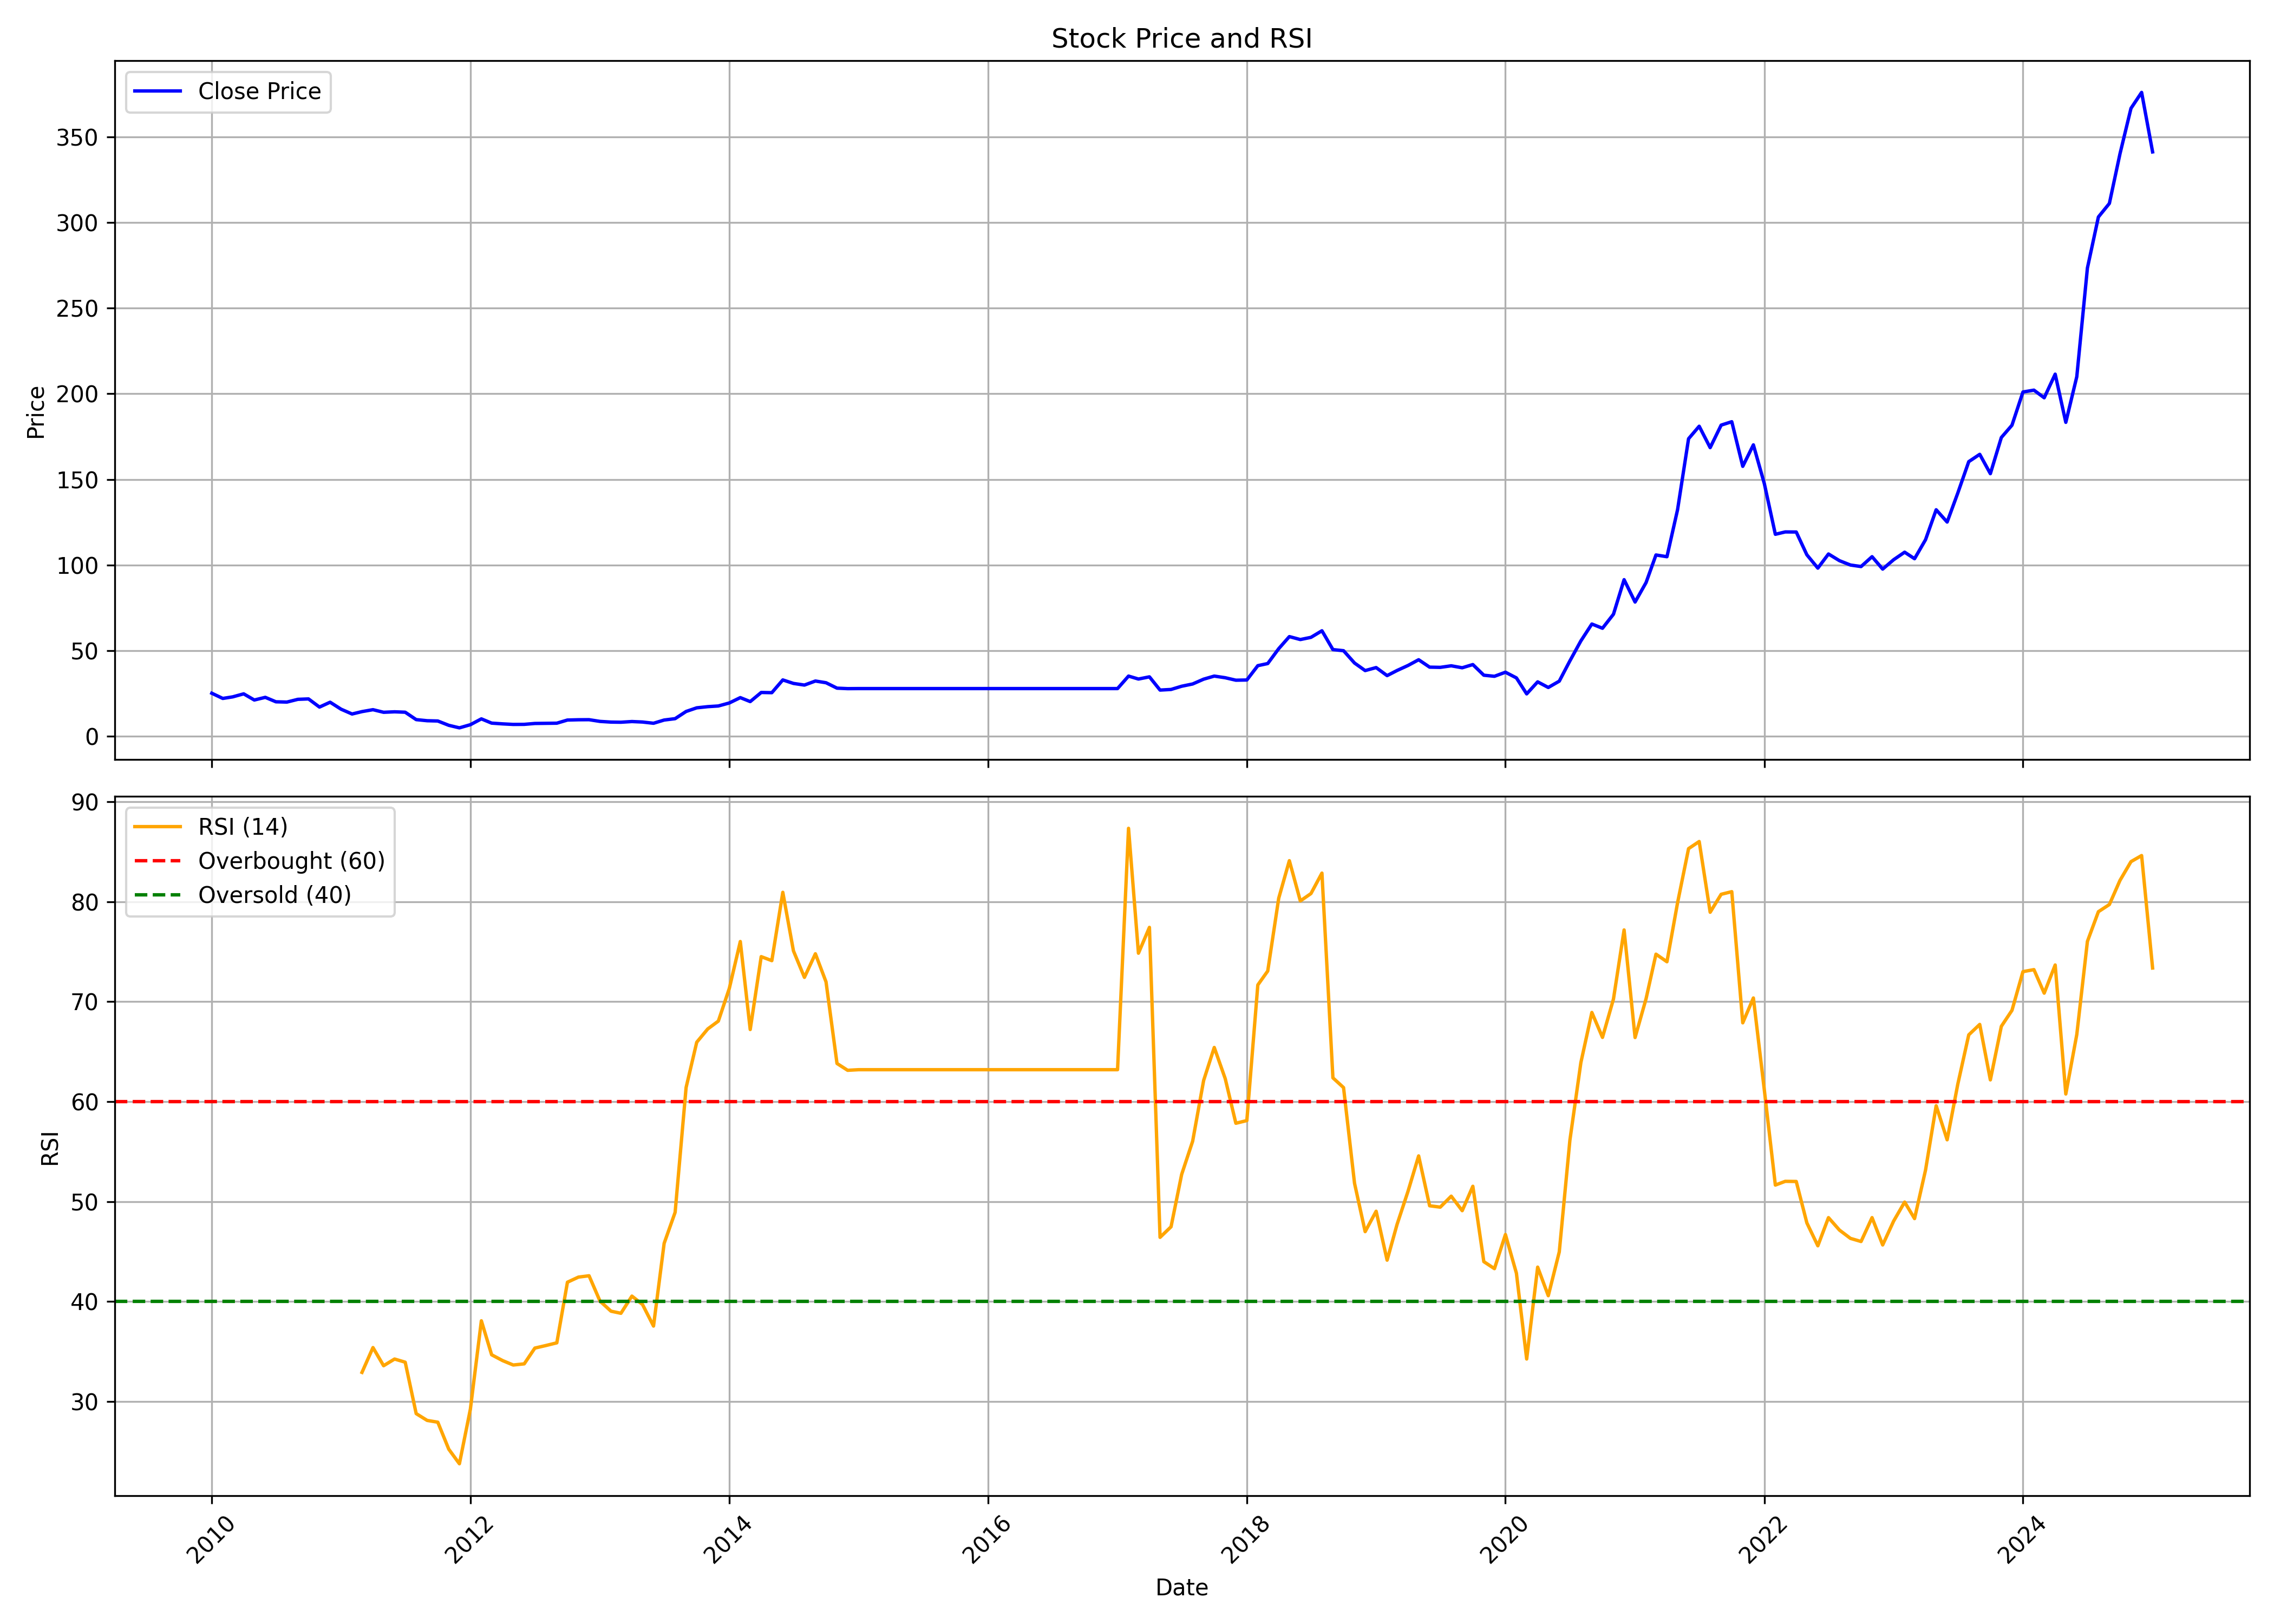 Stock Price and RSI
Close Price
350
300
250
200
150
100
50
0
Price
RSI (14)
Overbought (60)
Oversold (40)
90
80
70
60
50
40
30
RSI
2010
2012
2014
2016
2018
2020
2022
2024
Date